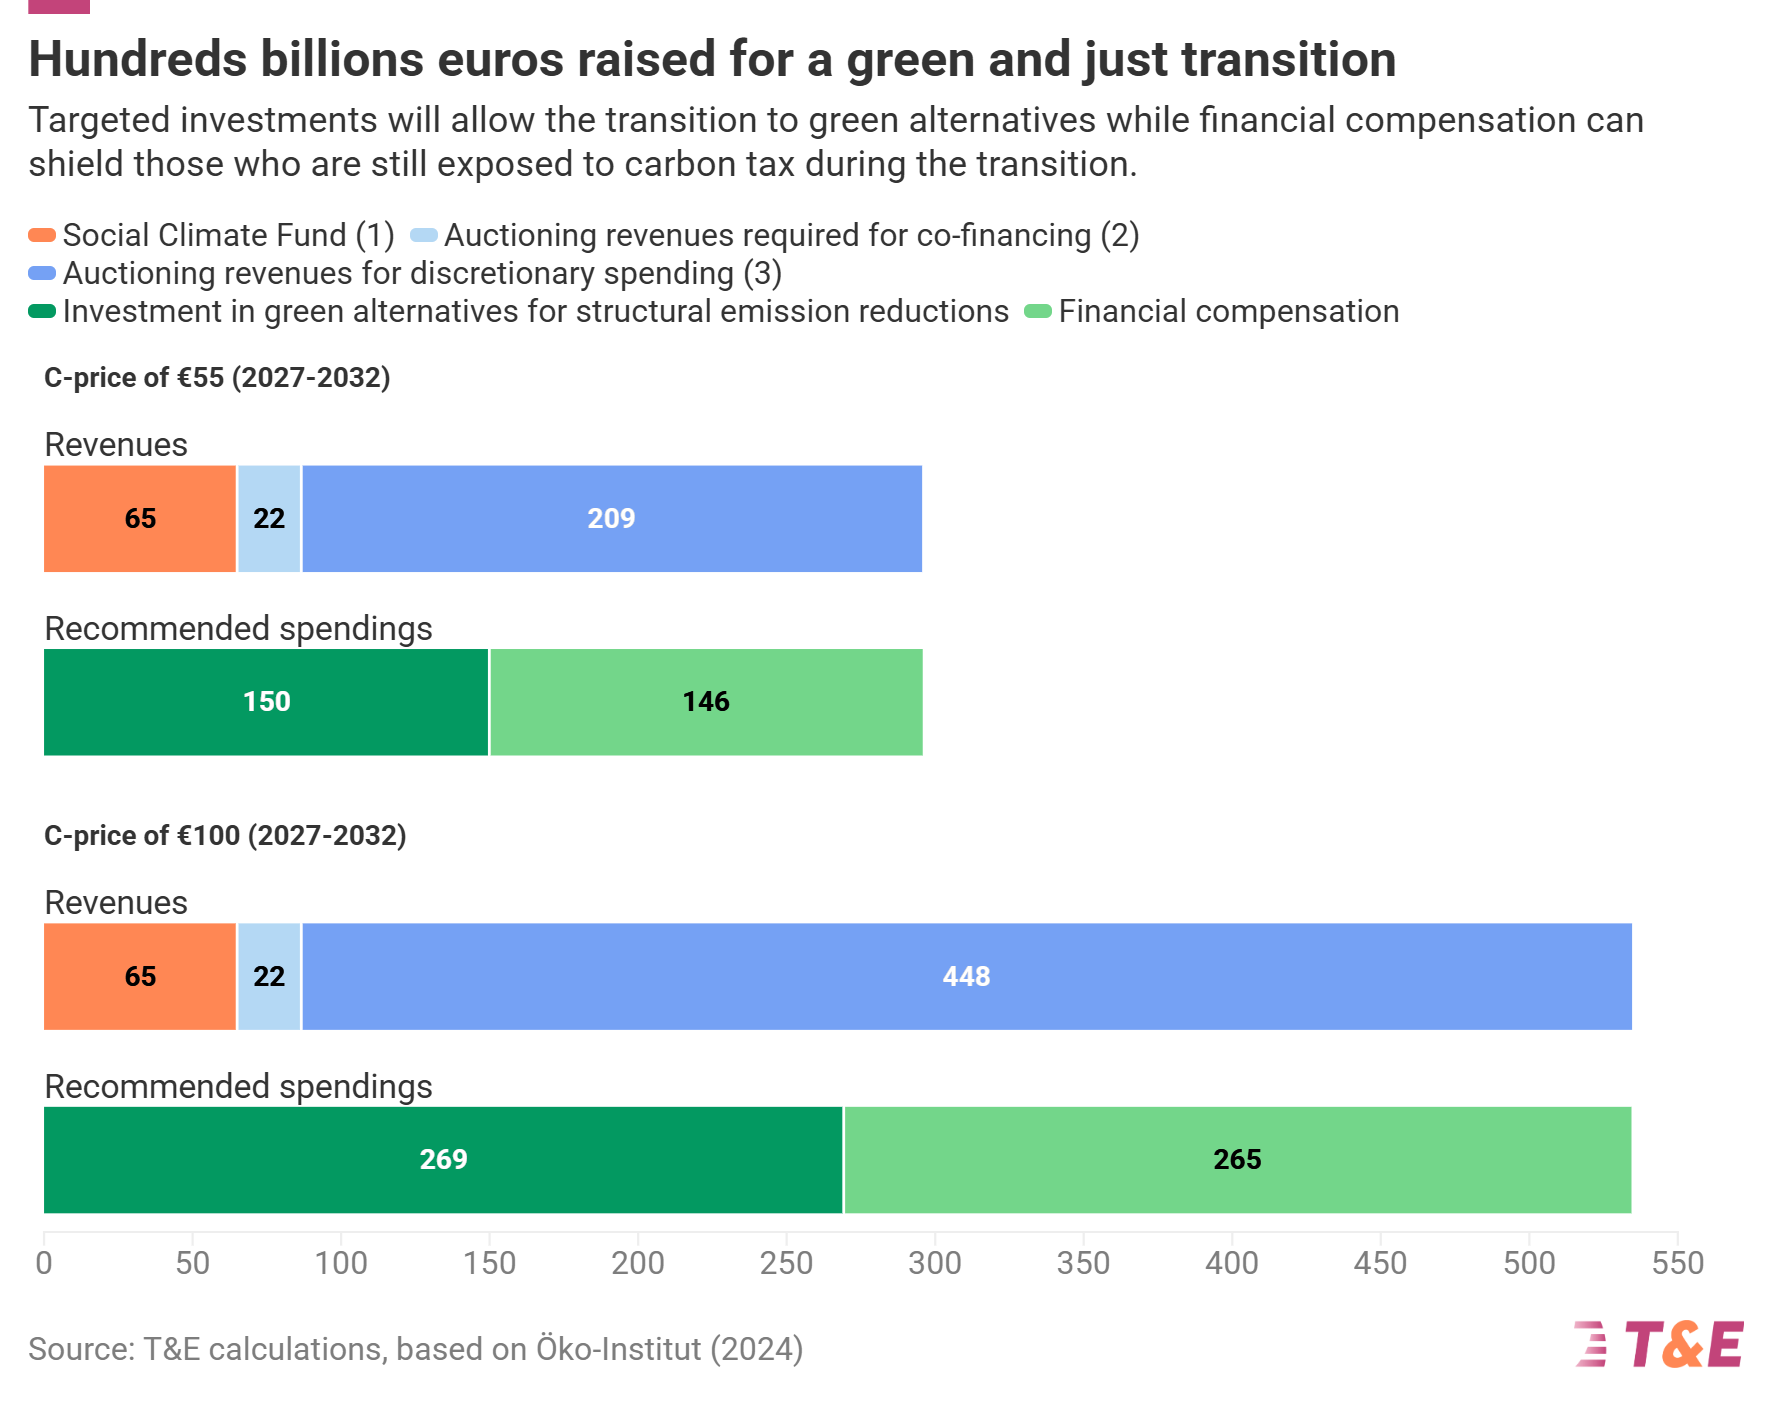 Hundreds billions euros raised for a green and just transition
Targeted investments will allow the transition to green alternatives while financial compensation can
shield those who are still exposed to carbon tax during the transition.
Social Climate Fund (1) Auctioning revenues required for co-financing (2)
Auctioning revenues for discretionary spending (3)
Investment in green alternatives for structural emission reductions Financial compensation
C-price of €55 (2027-2032)
Revenues
65 22 209
Recommended spendings
150 146
C-price of €100 (2027-2032)
Revenues
65 22 448
Recommended spendings
269 265
0 50 100 150 200 250 300 350 400 450 500 550
Source: T&E calculations, based on Öko-Institut (2024)
T&E